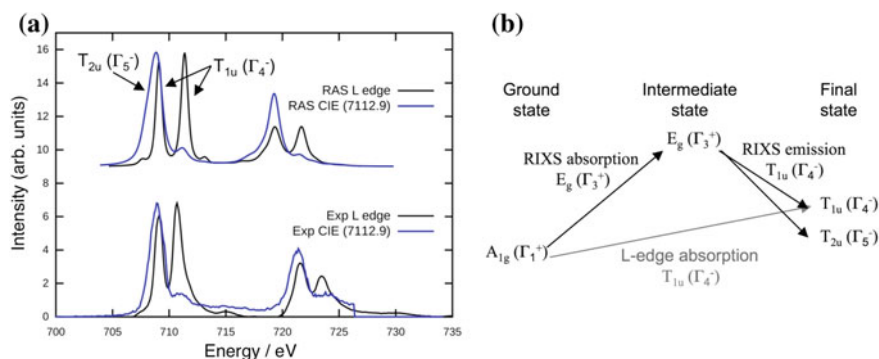 (a)
16
14
12
10
8
6
4
2
0
Intensity (arb. units)
T2u (Γ5-)
T1u (Γ4-)
RAS L edge
RAS CIE (7112.9)
Exp L edge
Exp CIE (7112.9)
700 705 710 715 720 725 730 735
Energy / eV
(b)
Ground state
Intermediate state
Final state
Eg (Γ3+)
RIXS absorption
Eg (Γ3+)
RIXS emission
T1u (Γ4-)
T1u (Γ4-)
T2u (Γ5-)
A1g (Γ1+)
L-edge absorption
T1u (Γ4-)